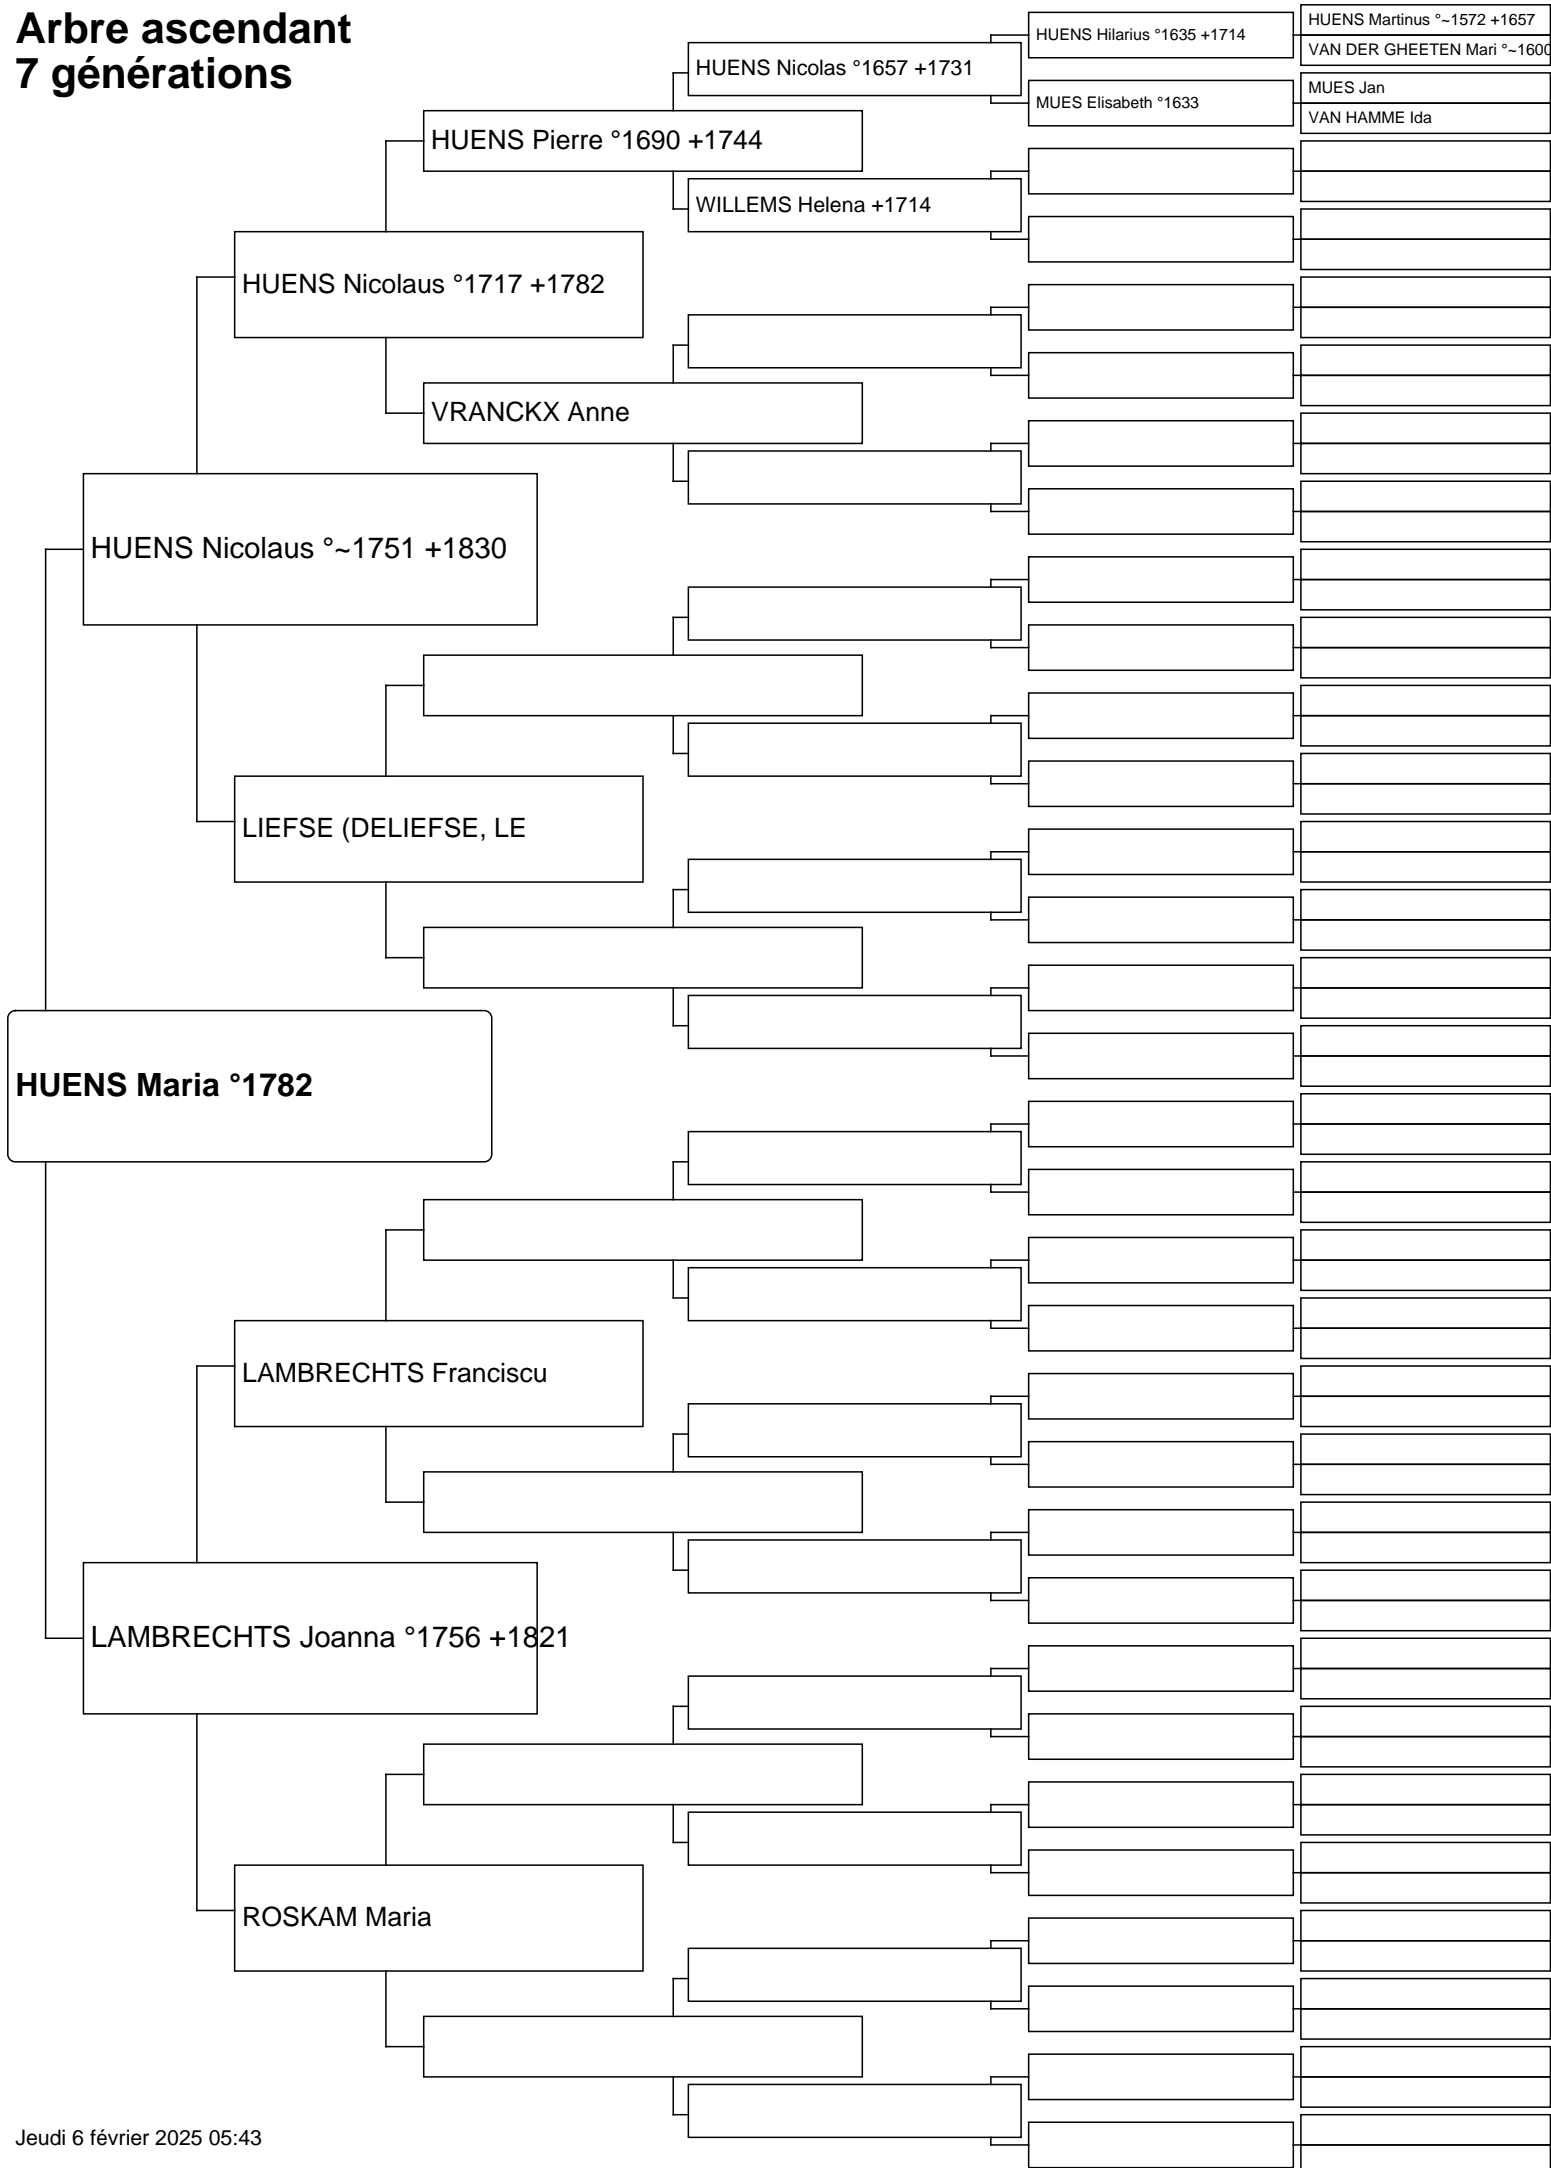 Arbre ascendant
7 générations
HUENS Hilarius °1635 +1714
HUENS Martinus °~1572 +1657
VAN DER GHEETEN Mari °~1600
HUENS Nicolas °1657 +1731
MUES Elisabeth °1633
MUES Jan
VAN HAMME Ida
HUENS Pierre °1690 +1744
WILLEMS Helena +1714
HUENS Nicolaus °1717 +1782
VRANCKX Anne
HUENS Nicolaus °~1751 +1830
LIEFSE (DELIEFSE, LE
HUENS Maria °1782
LAMBRECHTS Franciscu
LAMBRECHTS Joanna °1756 +1821
ROSKAM Maria
Jeudi 6 février 2025 05:43